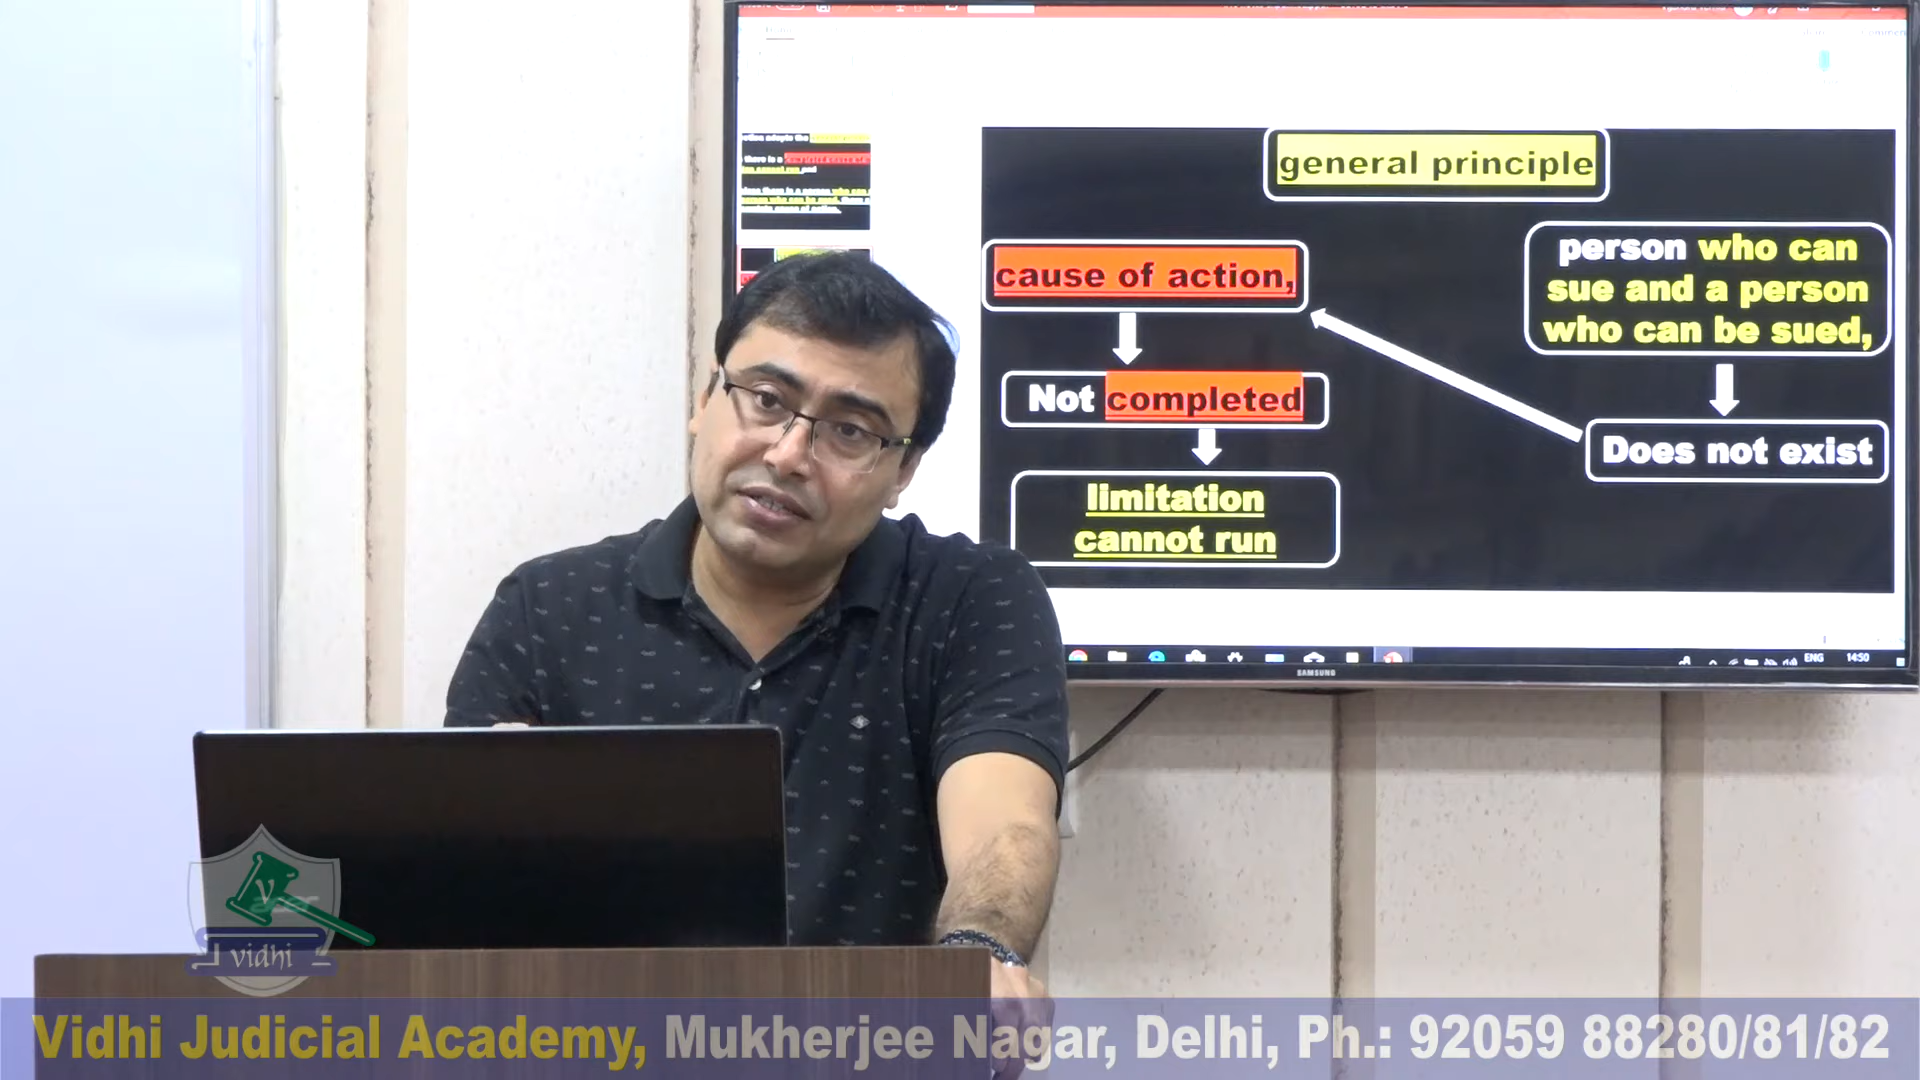 general principle
cause of action,
person who can
sue and a person
who can be sued,
Not completed
Does not exist
limitation
cannot run
ENG 14:50
SAMSUNG
vidhi
Vidhi Judicial Academy, Mukherjee Nagar, Delhi, Ph.: 92059 88280/81/82